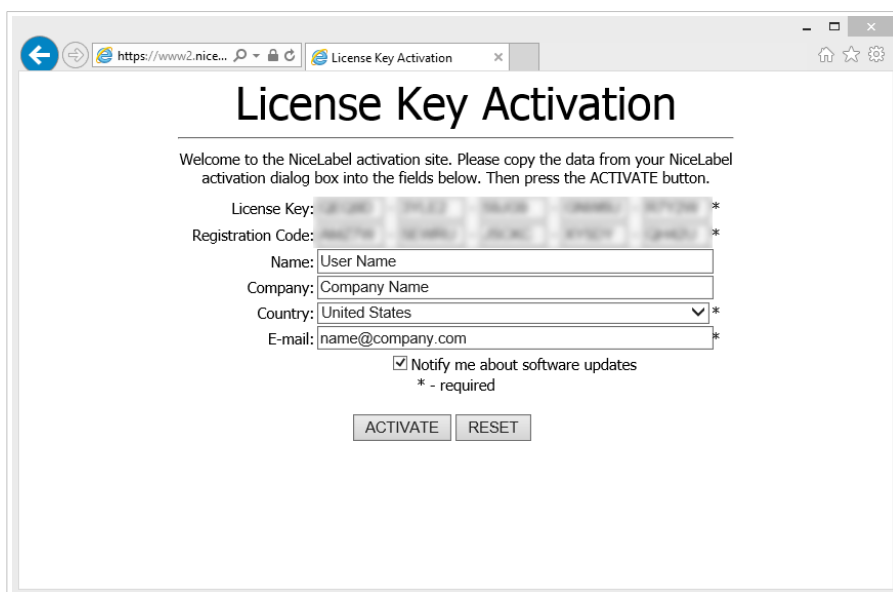 https://www2.nice...
License Key Activation
License Key Activation
Welcome to the NiceLabel activation site. Please copy the data from your NiceLabel
activation dialog box into the fields below. Then press the ACTIVATE button.
License Key: - - - - *
Registration Code: - - - - *
Name: User Name
Company: Company Name
Country: United States *
E-mail: name@company.com *
Notify me about software updates
* - required
ACTIVATE RESET